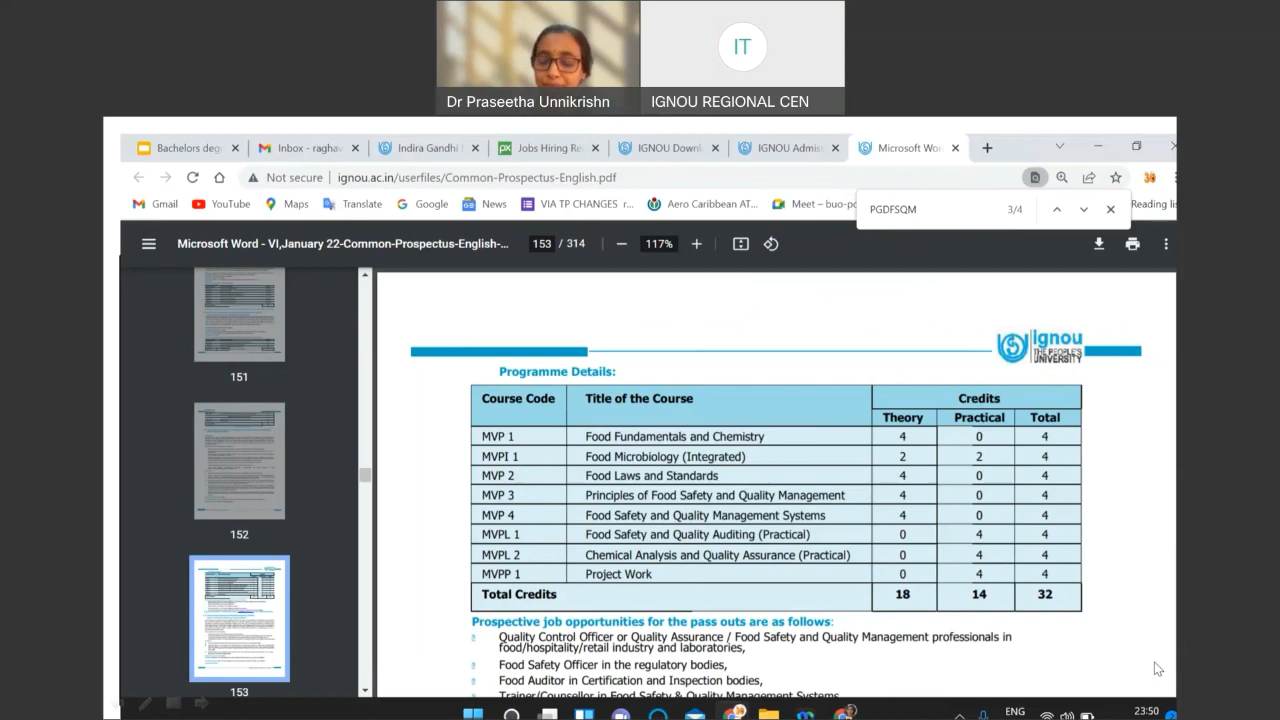 IT
Dr Praseetha Unnikrishn
IGNOU REGIONAL CEN
Bachelors deg
Inbox - raghav
Indira Gandhi
Jobs Hiring Re
IGNOU Downl
IGNOU Admis
Microsoft Wor
Not secure
ignou.ac.in/userfiles/Common-Prospectus-English.pdf
Gmail YouTube Maps Translate Google News VIA TP CHANGES r... Aero Caribbean AT... Meet – buo-po Reading lis
PGDFSQM 3/4
Microsoft Word - VI,January 22-Common-Prospectus-English-... 153 / 314 117%
151
152
153
ignou
THE PEOPLE'S
UNIVERSITY
Programme Details:
Course Code Title of the Course Credits
Theory Practical Total
MVP 1 Food Fundamentals and Chemistry 4 0 4
MVPI 1 Food Microbiology (Integrated) 2 2 4
MVP 2 Food Laws and Standards 4 0 4
MVP 3 Principles of Food Safety and Quality Management 4 0 4
MVP 4 Food Safety and Quality Management Systems 4 0 4
MVPL 1 Food Safety and Quality Auditing (Practical) 0 4 4
MVPL 2 Chemical Analysis and Quality Assurance (Practical) 0 4 4
MVPP 1 Project Work 0 4 4
Total Credits 18 14 32
Prospective job opportunities for the pass outs are as follows:
Quality Control Officer or Quality Assurance / Food Safety and Quality Management professionals in
food/hospitality/retail industry and laboratories,
Food Safety Officer in the regulatory bodies,
Food Auditor in Certification and Inspection bodies,
Trainer/Counsellor in Food Safety & Quality Management Systems
ENG 23:50